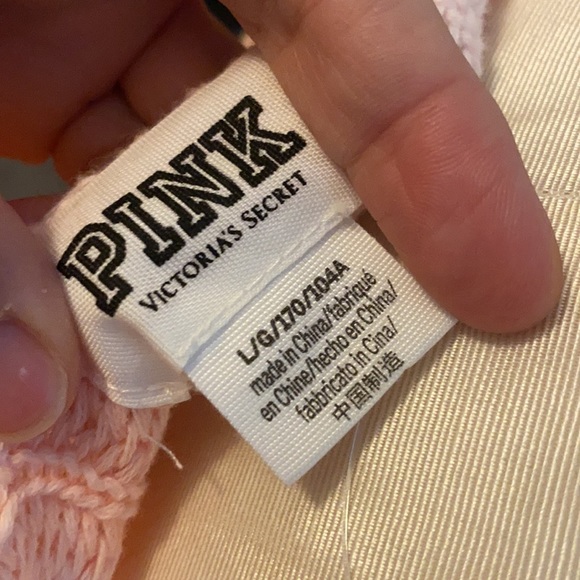 PINK
VICTORIA'S SECRET
L/G/170/104A
made in China/fabriqué
en Chine/hecho en China/
fabbricato in Cina/
中国制造